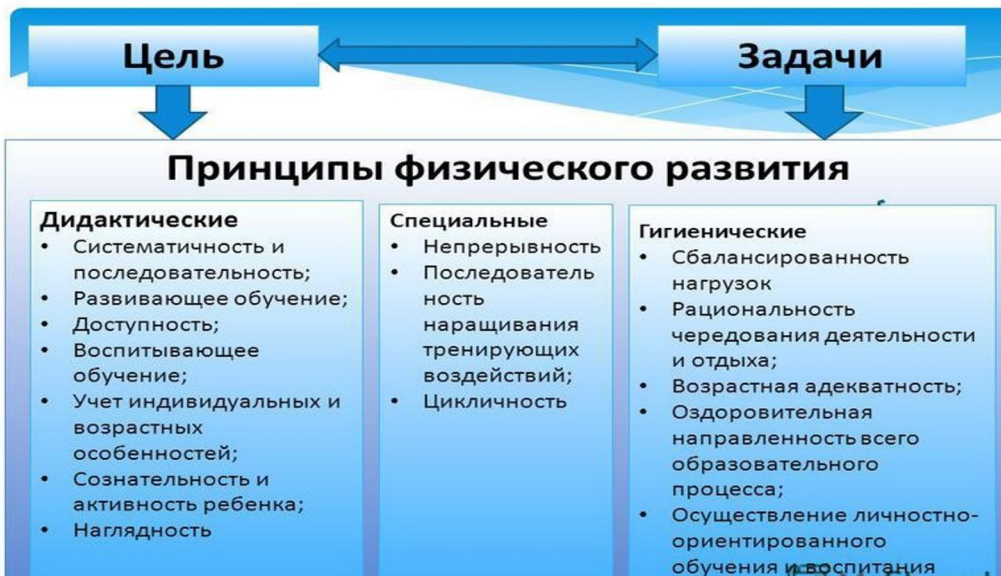 Цель
Задачи
Принципы физического развития
Дидактические
• Систематичность и
последовательность;
• Развивающее обучение;
• Доступность;
• Воспитывающее
обучение;
• Учет индивидуальных и
возрастных
особенностей;
• Сознательность и
активность ребенка;
• Наглядность
Специальные
• Непрерывность
• Последователь
ность
наращивания
тренирующих
воздействий;
• Цикличность
Гигиенические
• Сбалансированность
нагрузок
• Рациональность
чередования деятельности
и отдыха;
• Возрастная адекватность;
• Оздоровительная
направленность всего
образовательного
процесса;
• Осуществление личностно-
ориентированного
обучения и воспитания